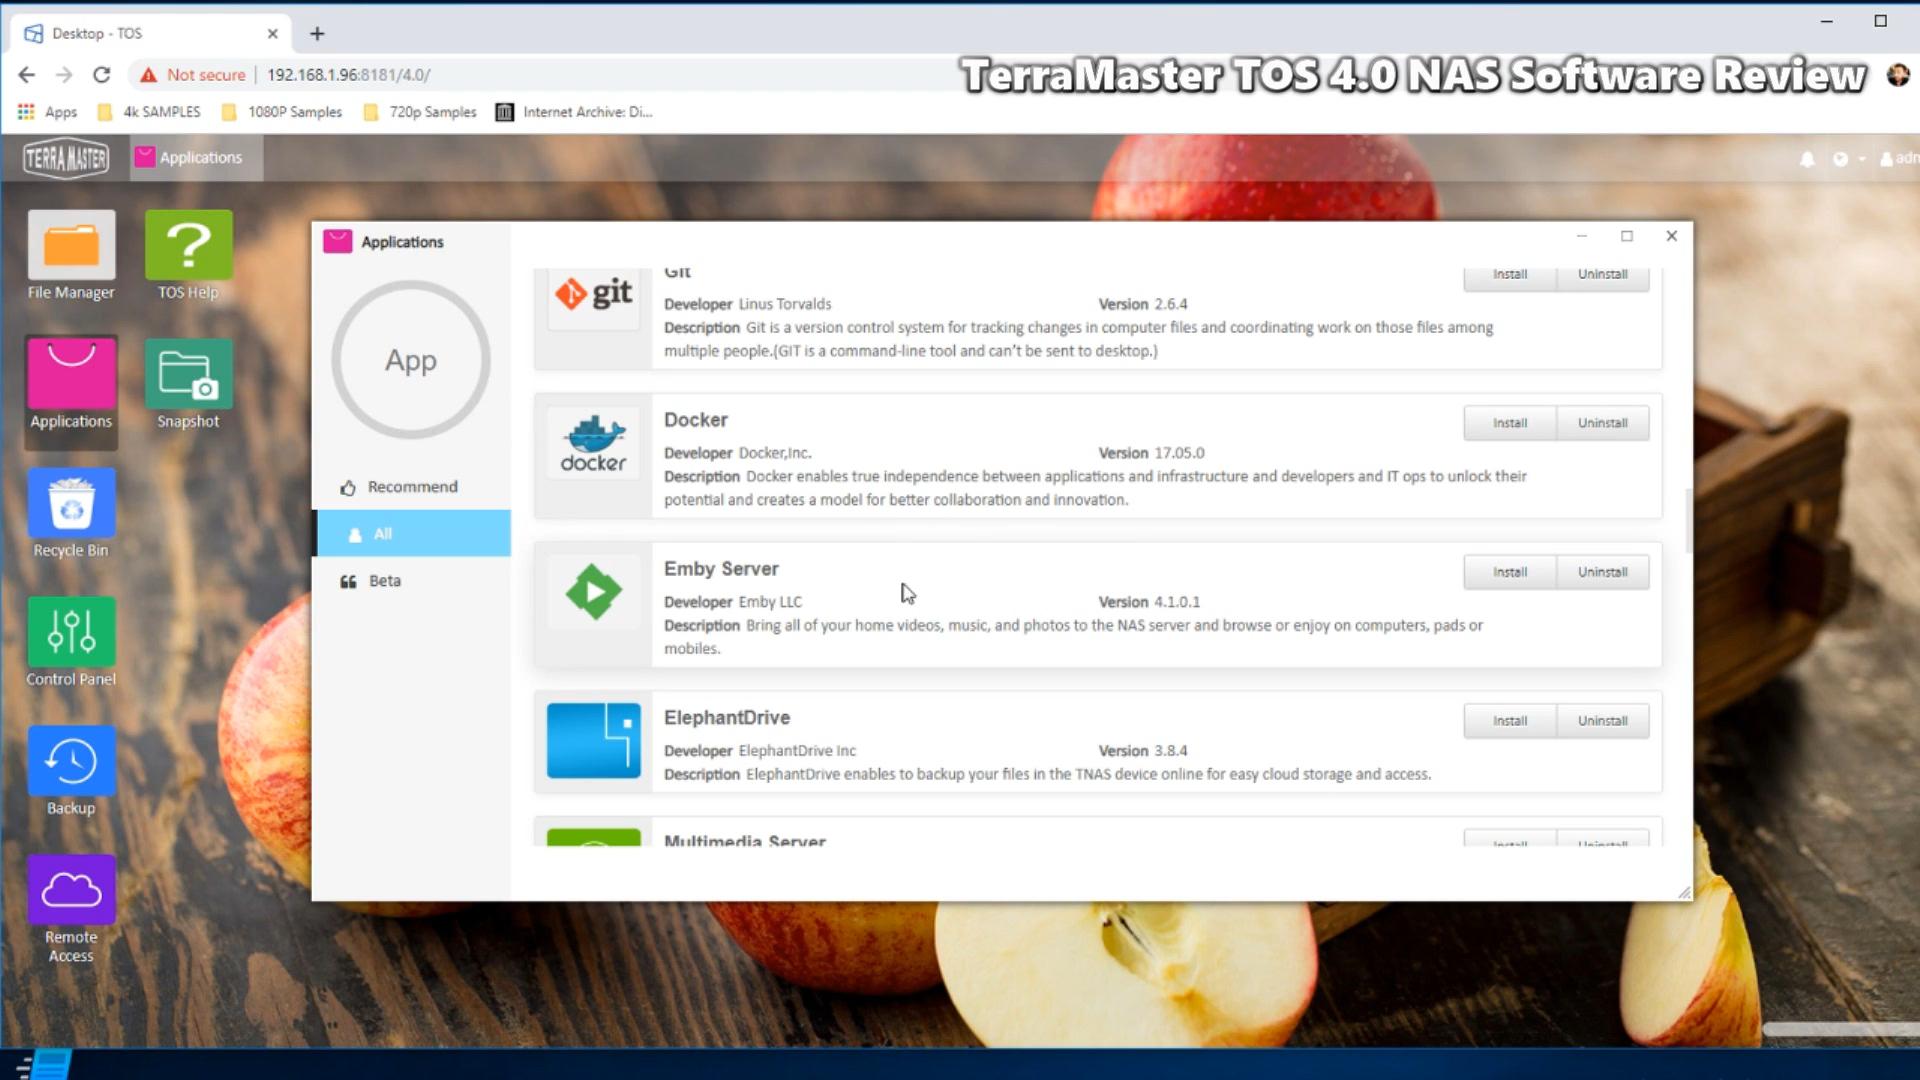 Desktop - TOS
Not secure
192.168.1.96:8181/4.0/
TerraMaster TOS 4.0 NAS Software Review
Apps
4k SAMPLES
1080P Samples
720p Samples
Internet Archive: Di...
TERRAMASTER
Applications
adm
File Manager
TOS Help
Applications
Snapshot
Recycle Bin
Control Panel
Backup
Remote
Access
Applications
App
Recommend
All
Beta
git
Git
Install
Uninstall
Developer Linus Torvalds
Version 2.6.4
Description Git is a version control system for tracking changes in computer files and coordinating work on those files among
multiple people.(GIT is a command-line tool and can't be sent to desktop.)
docker
Docker
Install
Uninstall
Developer Docker,Inc.
Version 17.05.0
Description Docker enables true independence between applications and infrastructure and developers and IT ops to unlock their
potential and creates a model for better collaboration and innovation.
Emby Server
Install
Uninstall
Developer Emby LLC
Version 4.1.0.1
Description Bring all of your home videos, music, and photos to the NAS server and browse or enjoy on computers, pads or
mobiles.
ElephantDrive
Install
Uninstall
Developer ElephantDrive Inc
Version 3.8.4
Description ElephantDrive enables to backup your files in the TNAS device online for easy cloud storage and access.
Multimedia Server
Install
Uninstall